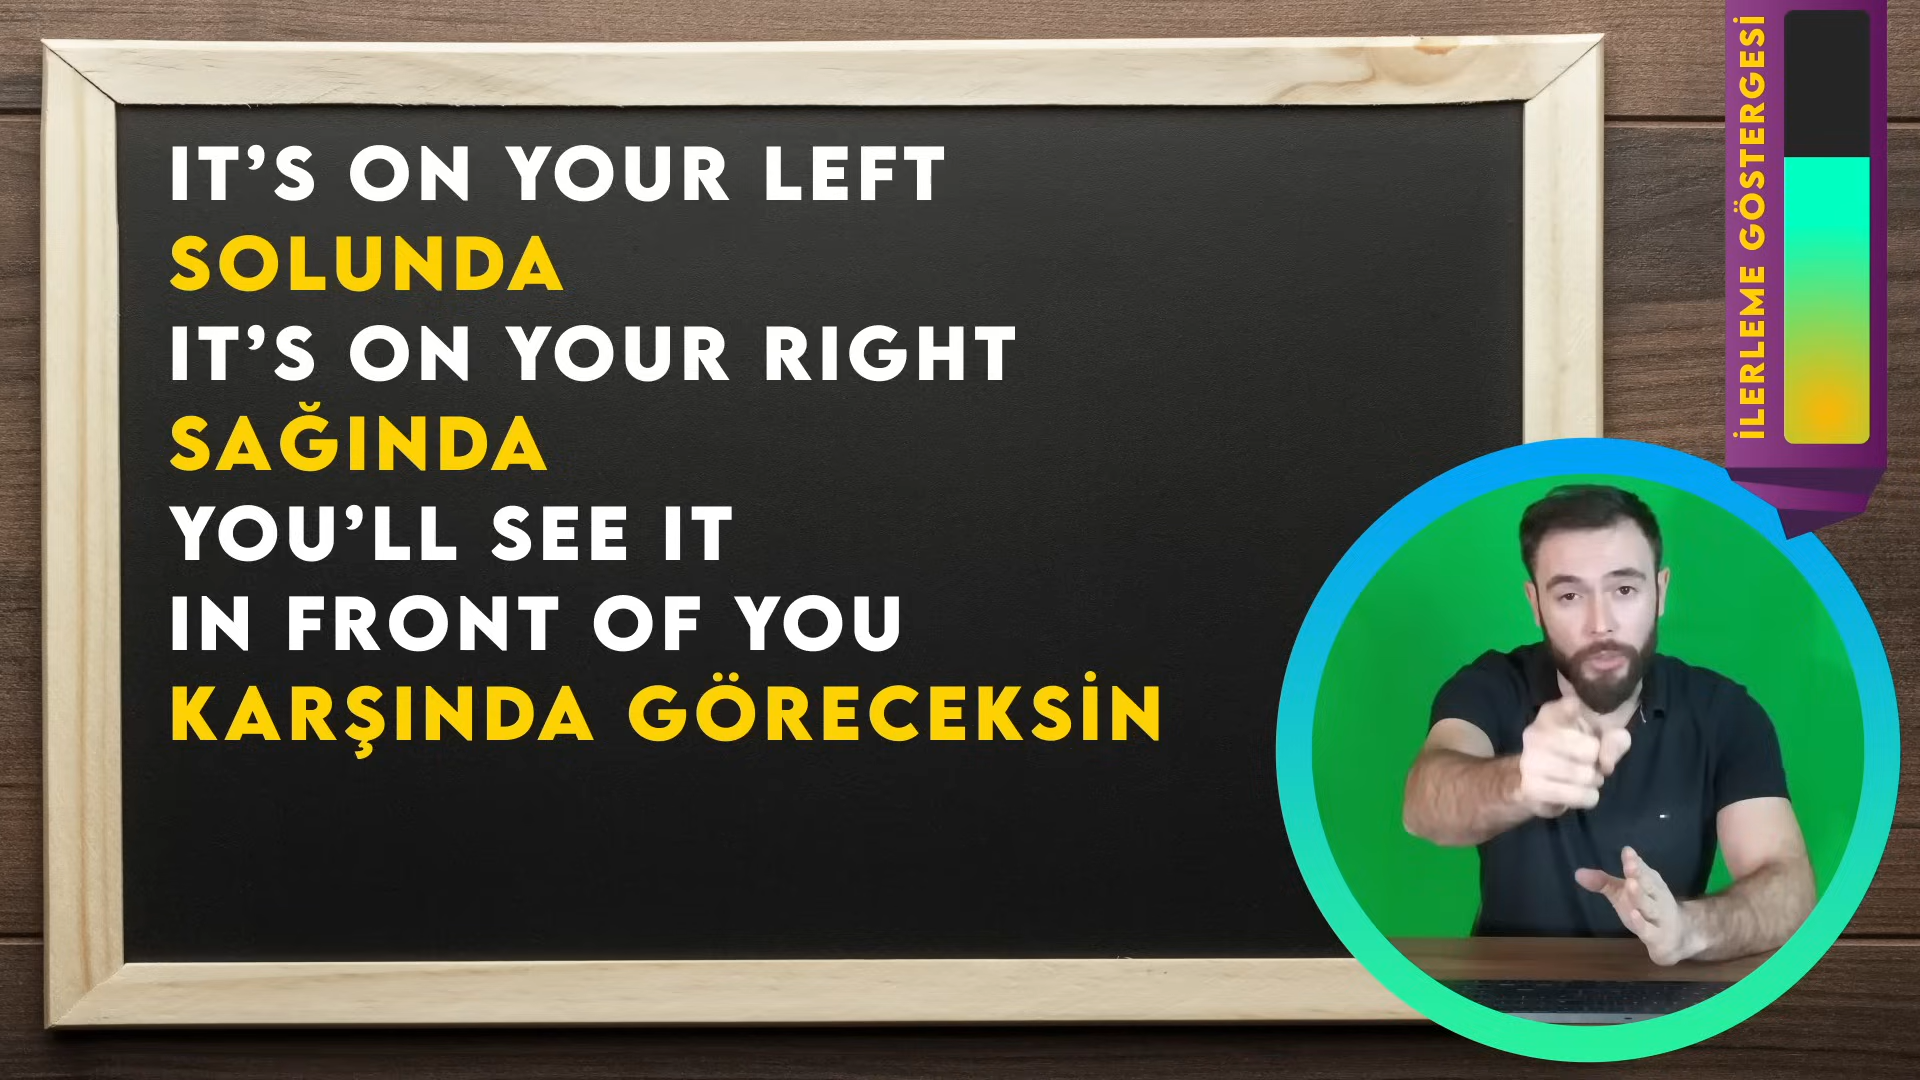 IT'S ON YOUR LEFT
SOLUNDA
IT'S ON YOUR RIGHT
SAĞINDA
YOU'LL SEE IT
IN FRONT OF YOU
KARŞINDA GÖRECEKSİN
İLERLEME GÖSTERGESİ